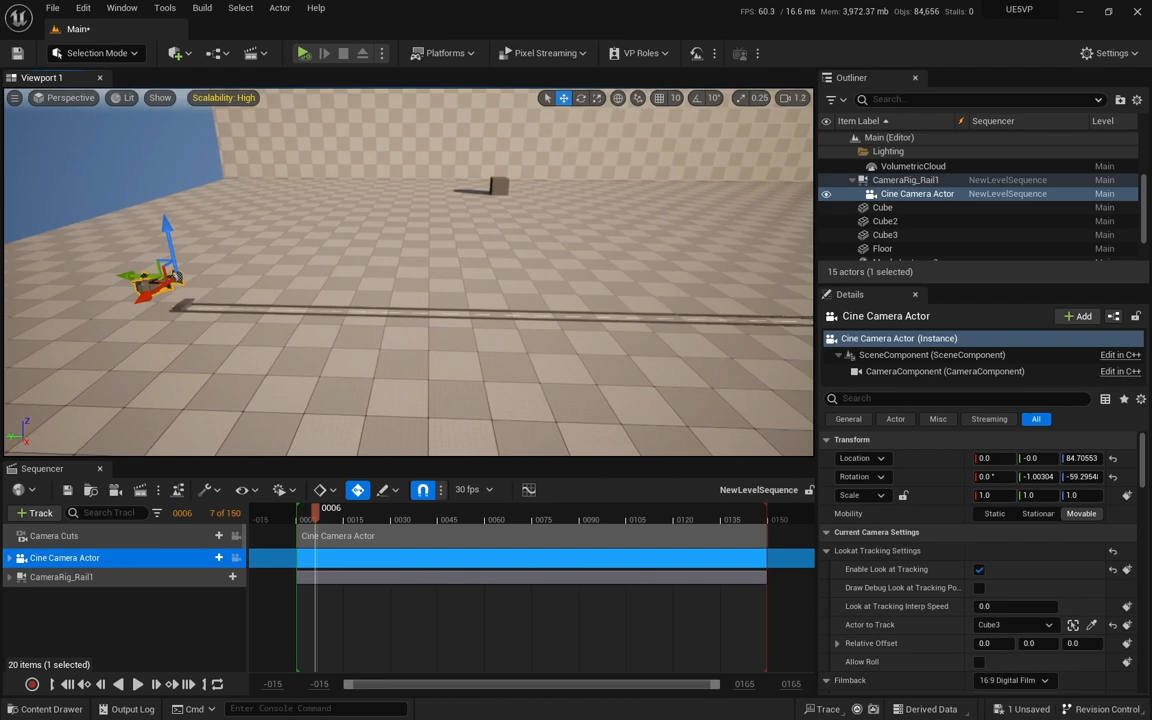 File Edit Window Tools Build Select Actor Help
FPS: 60.3 / 16.6 ms Mem: 3,972.37 mb Objs: 84,656 Stalls: 0
UE5VP
Main•
Selection Mode
Platforms
Pixel Streaming
VP Roles
Settings
Viewport 1
Perspective
Lit
Show
Scalability: High
10
10°
0.25
1.2
Z
Y
X
Outliner
Search...
Item Label
Sequencer
Level
Main (Editor)
Lighting
VolumetricCloud Main
CameraRig_Rail1 NewLevelSequence Main
Cine Camera Actor NewLevelSequence Main
Cube Main
Cube2 Main
Cube3 Main
Floor Main
15 actors (1 selected)
Details
Cine Camera Actor
Add
Cine Camera Actor (Instance)
SceneComponent (SceneComponent) Edit in C++
CameraComponent (CameraComponent) Edit in C++
Search
General Actor Misc Streaming All
Transform
Location 0.0 -0.0 84.70553
Rotation 0.0 ° -1.00304 -59.2954
Scale 1.0 1.0 1.0
Mobility Static Stationar Movable
Current Camera Settings
Lookat Tracking Settings
Enable Look at Tracking
Draw Debug Look at Tracking Po...
Look at Tracking Interp Speed 0.0
Actor to Track Cube3
Relative Offset 0.0 0.0 0.0
Allow Roll
Filmback 16:9 Digital Film
Sequencer
30 fps
NewLevelSequence
+ Track
Search Tracl
0006
7 of 150
0006
-015 0015 0030 0045 0060 0075 0090 0105 0120 0135 0150
Camera Cuts
Cine Camera Actor
Cine Camera Actor
CameraRig_Rail1
20 items (1 selected)
-015 -015 0165 0165
Content Drawer
Output Log
Cmd
Enter Console Command
Trace
Derived Data
1 Unsaved
Revision Control